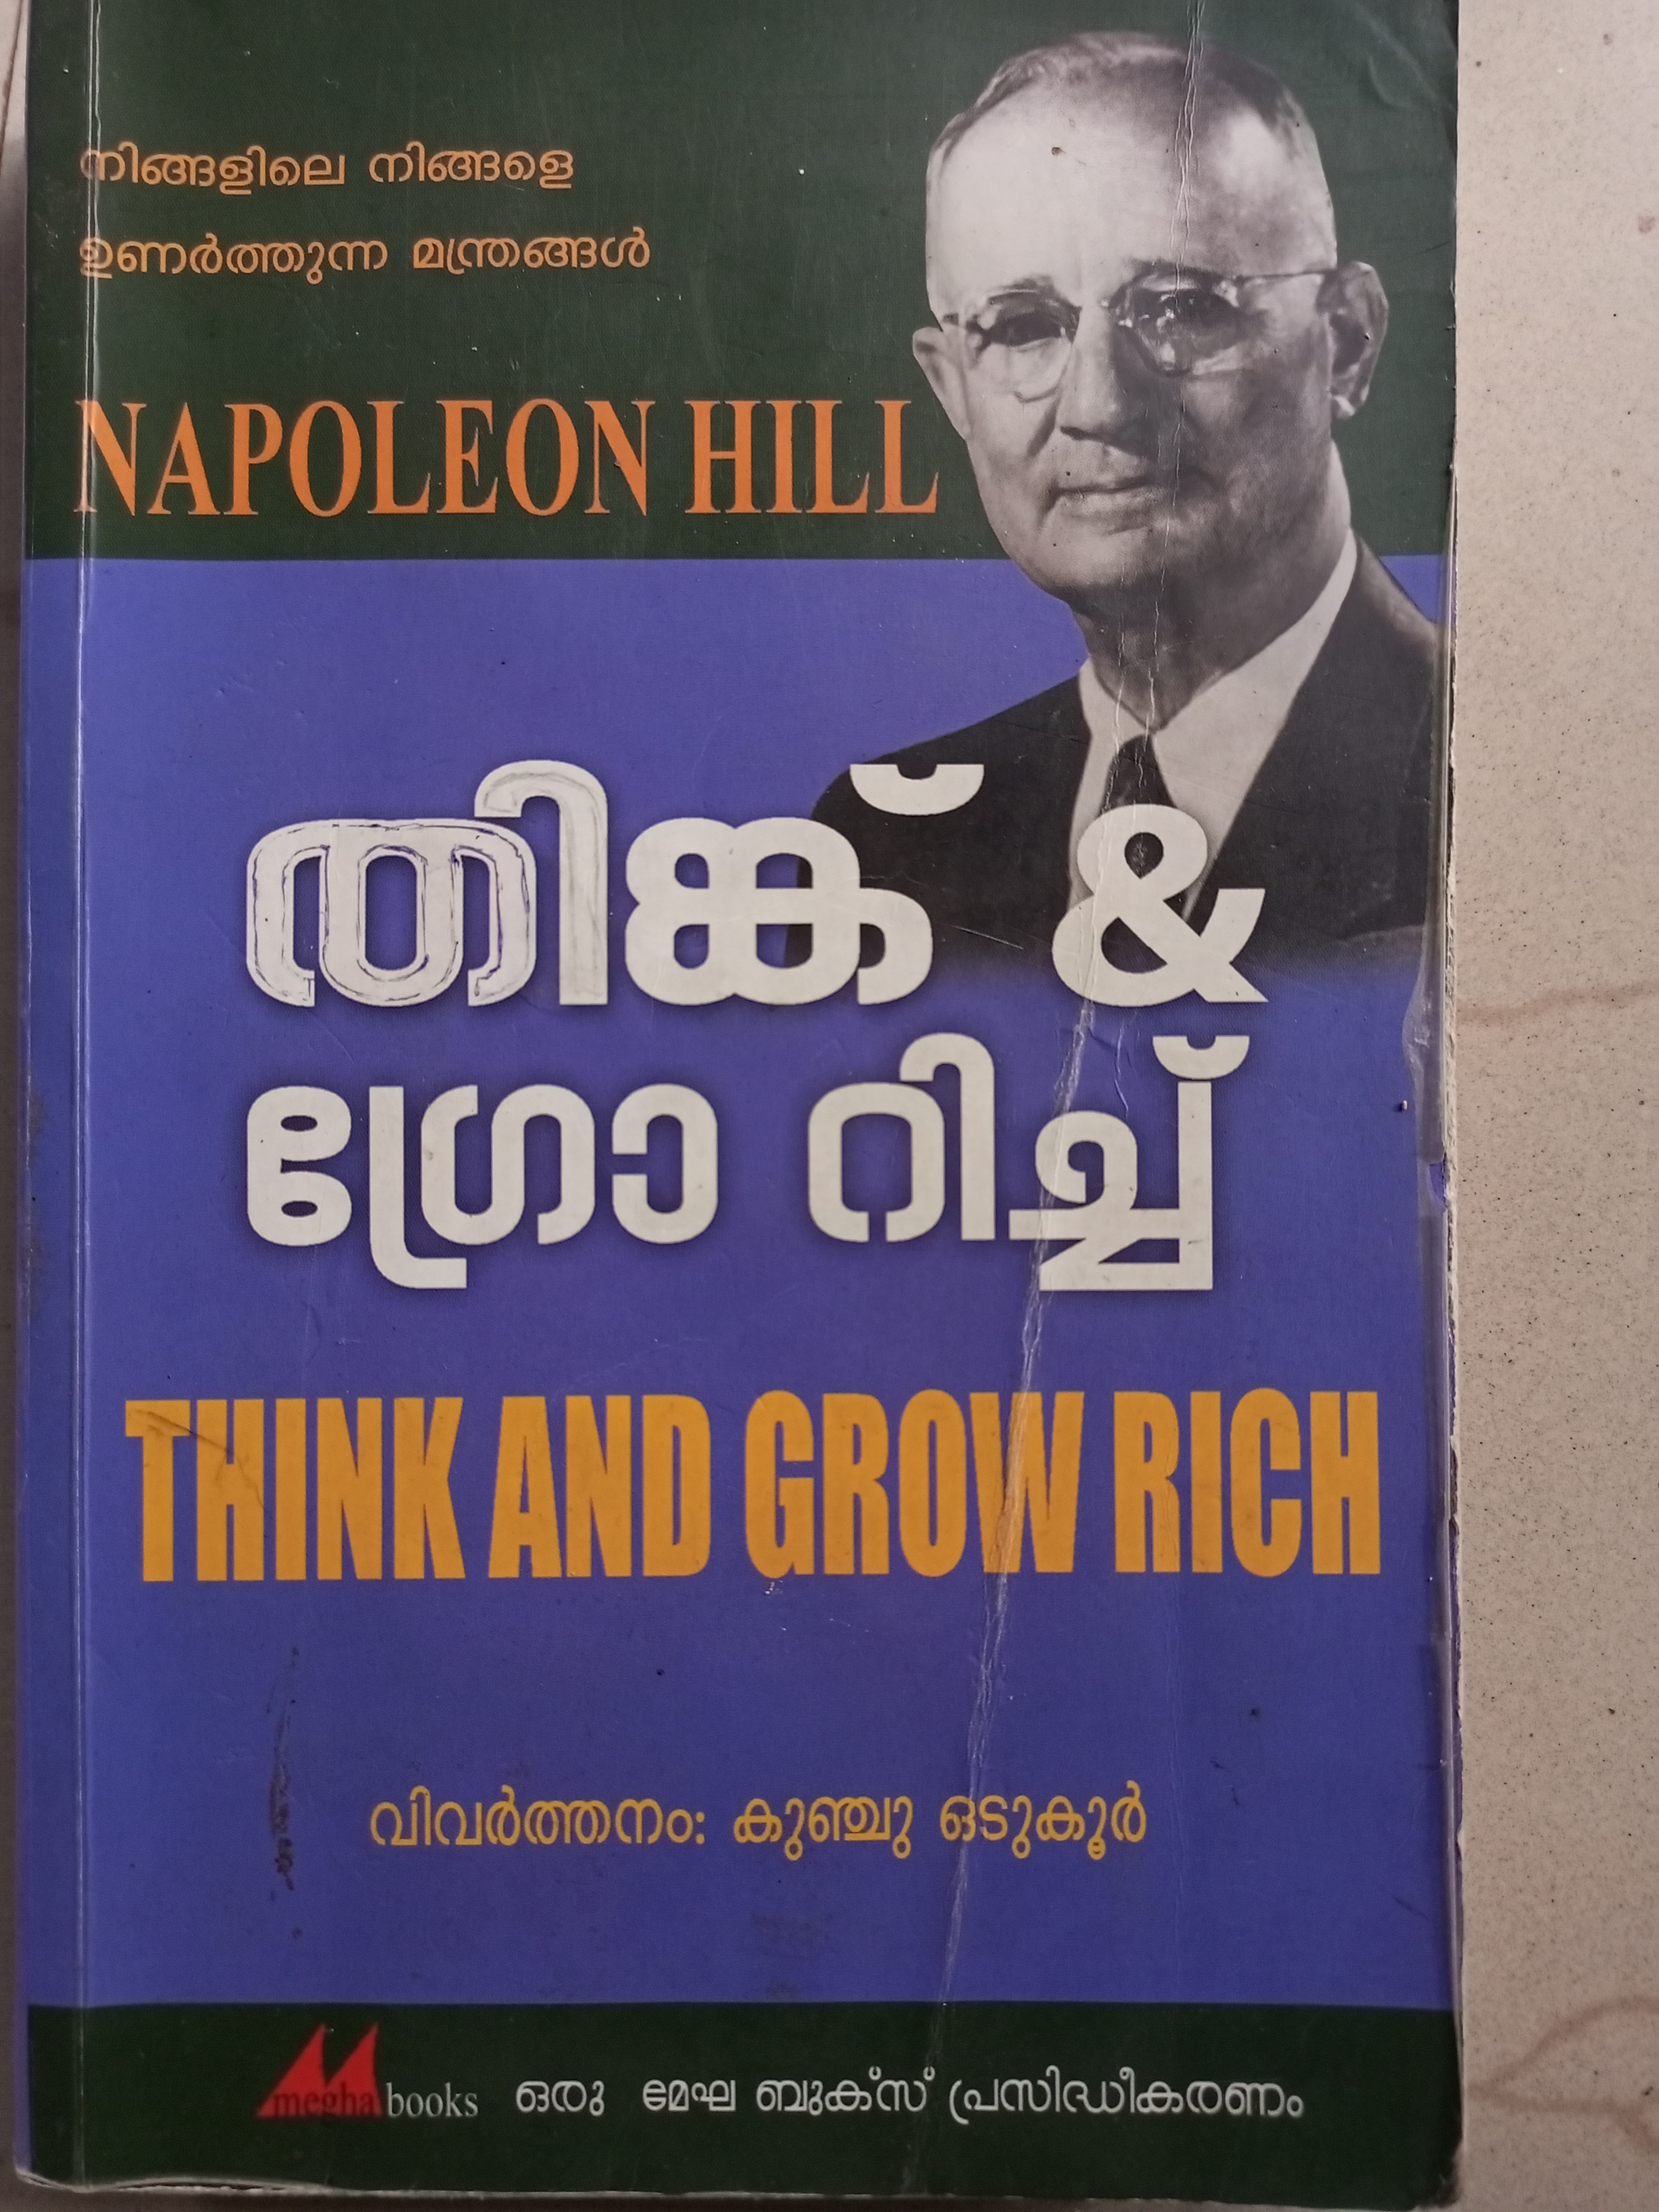 നിങ്ങളിലെ നിങ്ങളെ
ഉണർത്തുന്ന മന്ത്രങ്ങൾ
NAPOLEON HILL
തിങ്ക് &
ഗ്രോ റിച്ച്
THINK AND GROW RICH
വിവർത്തനം: കുഞ്ചു ഒടുകൂർ
megha books ഒരു മേഘ ബുക്സ് പ്രസിദ്ധീകരണം